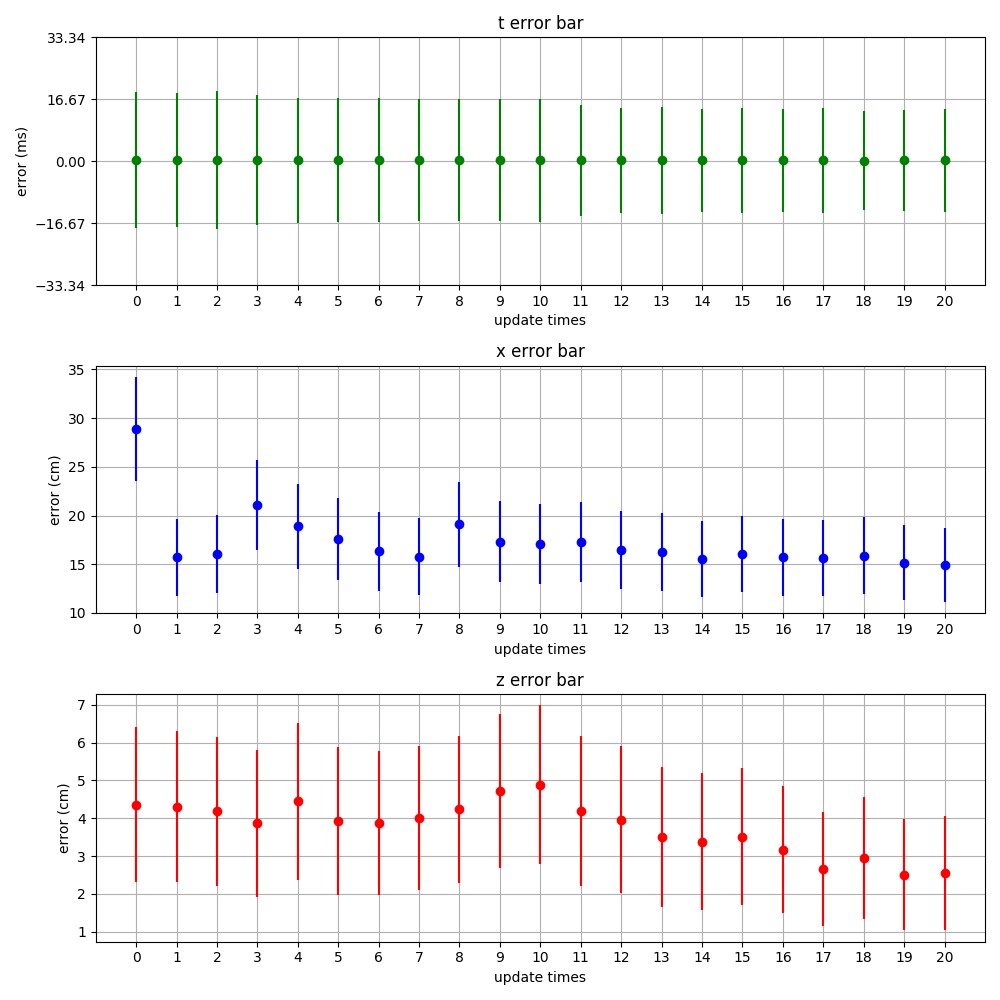 t error bar
33.34
16.67
0.00
−16.67
−33.34
error (ms)
0 1 2 3 4 5 6 7 8 9 10 11 12 13 14 15 16 17 18 19 20
update times
x error bar
35
30
25
20
15
10
error (cm)
0 1 2 3 4 5 6 7 8 9 10 11 12 13 14 15 16 17 18 19 20
update times
z error bar
7
6
5
4
3
2
1
error (cm)
0 1 2 3 4 5 6 7 8 9 10 11 12 13 14 15 16 17 18 19 20
update times